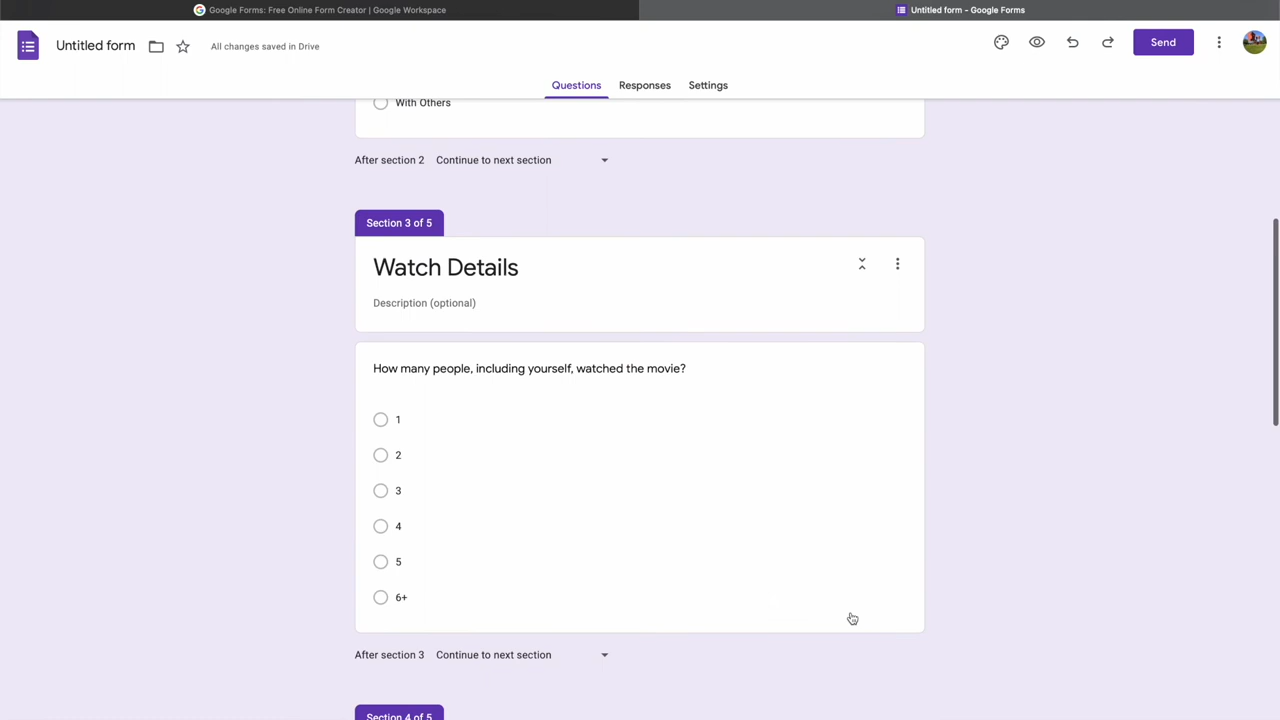 Google Forms: Free Online Form Creator | Google Workspace
Untitled form - Google Forms
Untitled form
All changes saved in Drive
Send
Questions
Responses
Settings
With Others
After section 2
Continue to next section
Section 3 of 5
Watch Details
Description (optional)
How many people, including yourself, watched the movie?
1
2
3
4
5
6+
After section 3
Continue to next section
Section 4 of 5